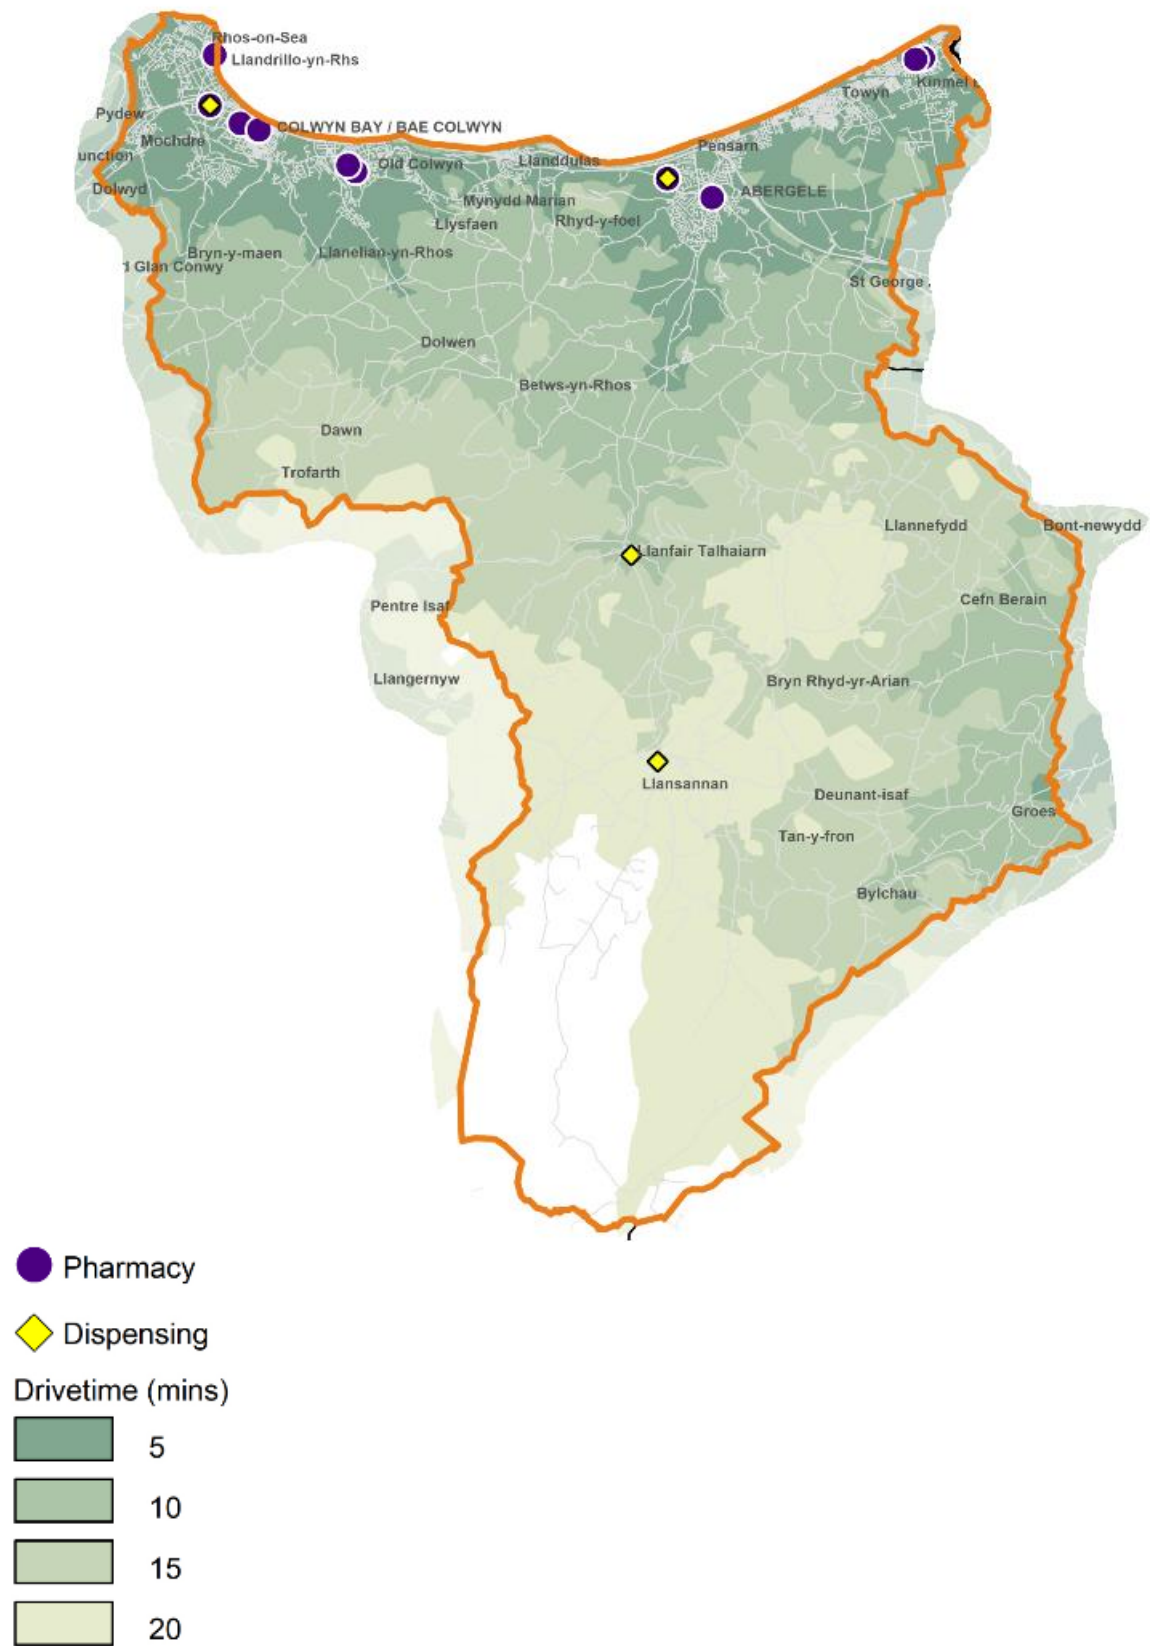 Rhos-on-Sea
Llandrillo-yn-Rhs
Towyn
Kinmel
Pydew
COLWYN BAY / BAE COLWYN
Mochdre
Pensarn
unction
Old Colwyn
Llanddulas
Dolwyd
ABERGELE
Mynydd Marian
Llysfaen
Rhyd-y-foel
Bryn-y-maen
Llanelian-yn-Rhos
Glan Conwy
St George
Dolwen
Betws-yn-Rhos
Dawn
Trofarth
Llannefydd
Bont-newydd
Llanfair Talhaiarn
Pentre Isaf
Cefn Berain
Llangernyw
Bryn Rhyd-yr-Arian
Llansannan
Deunant-isaf
Groes
Tan-y-fron
Bylchau
Pharmacy
Dispensing
Drivetime (mins)
5
10
15
20